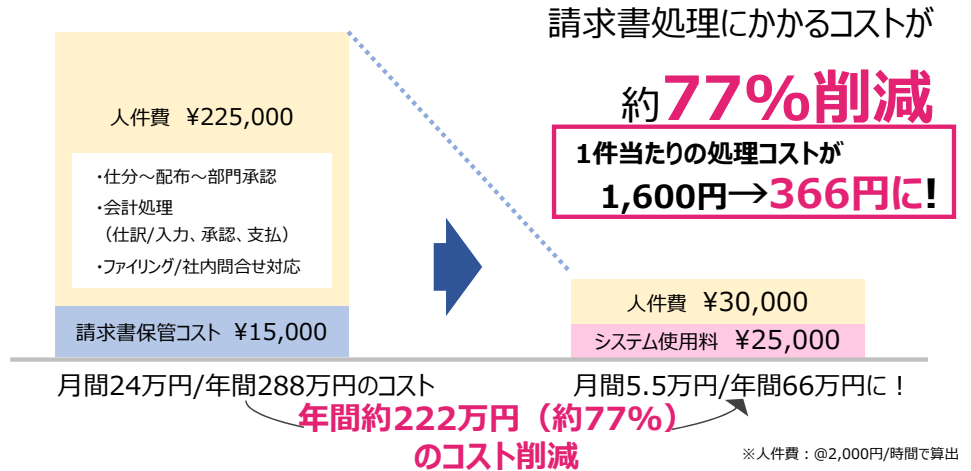 請求書処理にかかるコストが
約77%削減
1件当たりの処理コストが
1,600円→366円に!
人件費 ¥225,000
・仕分～配布～部門承認
・会計処理
（仕訳/入力、承認、支払）
・ファイリング/社内問合せ対応
請求書保管コスト ¥15,000
人件費 ¥30,000
システム使用料 ¥25,000
月間24万円/年間288万円のコスト
月間5.5万円/年間66万円に！
年間約222万円（約77%）
のコスト削減
※人件費：@2,000円/時間で算出